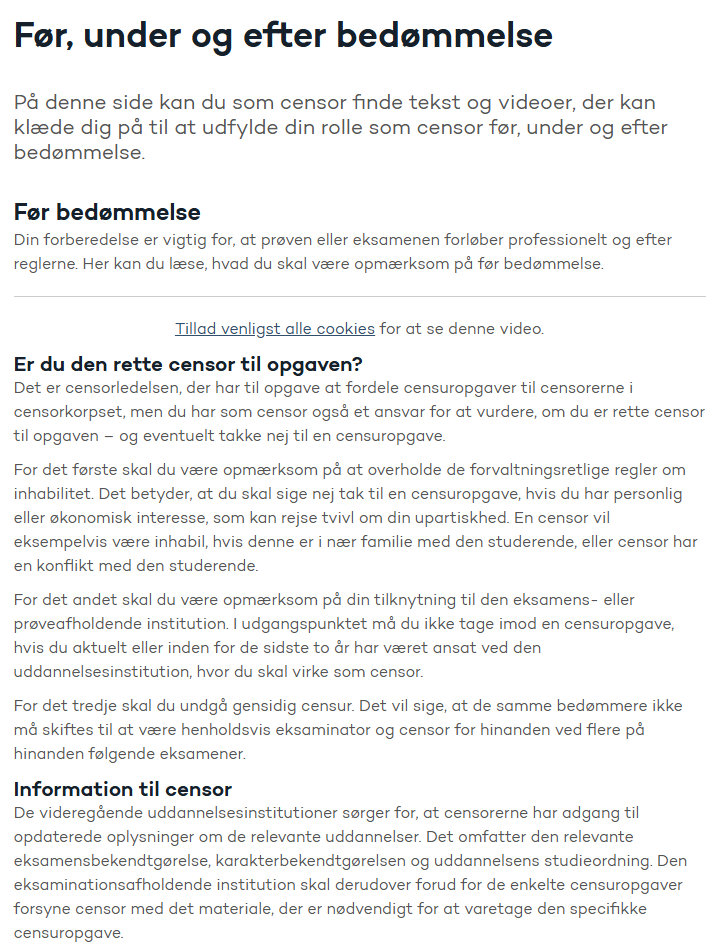 Før, under og efter bedømmelse
På denne side kan du som censor finde tekst og videoer, der kan
klæde dig på til at udfylde din rolle som censor før, under og efter
bedømmelse.
Før bedømmelse
Din forberedelse er vigtig for, at prøven eller eksamenen forløber professionelt og efter
reglerne. Her kan du læse, hvad du skal være opmærksom på før bedømmelse.
Tillad venligst alle cookies for at se denne video.
Er du den rette censor til opgaven?
Det er censorledelsen, der har til opgave at fordele censuropgaver til censorerne i
censorkorpset, men du har som censor også et ansvar for at vurdere, om du er rette censor
til opgaven – og eventuelt takke nej til en censuropgave.
For det første skal du være opmærksom på at overholde de forvaltningsretlige regler om
inhabilitet. Det betyder, at du skal sige nej tak til en censuropgave, hvis du har personlig
eller økonomisk interesse, som kan rejse tvivl om din upartiskhed. En censor vil
eksempelvis være inhabil, hvis denne er i nær familie med den studerende, eller censor har
en konflikt med den studerende.
For det andet skal du være opmærksom på din tilknytning til den eksamens- eller
prøveafholdende institution. I udgangspunktet må du ikke tage imod en censuropgave,
hvis du aktuelt eller inden for de sidste to år har været ansat ved den
uddannelsesinstitution, hvor du skal virke som censor.
For det tredje skal du undgå gensidig censur. Det vil sige, at de samme bedømmere ikke
må skiftes til at være henholdsvis eksaminator og censor for hinanden ved flere på
hinanden følgende eksamener.
Information til censor
De videregående uddannelsesinstitutioner sørger for, at censorerne har adgang til
opdaterede oplysninger om de relevante uddannelser. Det omfatter den relevante
eksamensbekendtgørelse, karakterbekendtgørelsen og uddannelsens studieordning. Den
eksaminationsafholdende institution skal derudover forud for de enkelte censuropgaver
forsyne censor med det materiale, der er nødvendigt for at varetage den specifikke
censuropgave.